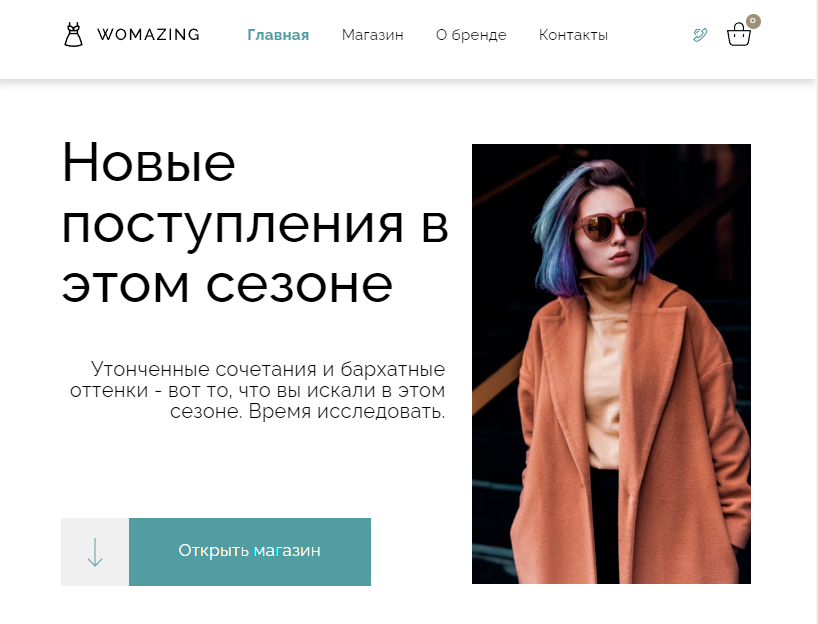 WOMAZING Главная Магазин О бренде Контакты 0
Новые
поступления в
этом сезоне
Утонченные сочетания и бархатные
оттенки - вот то, что вы искали в этом
сезоне. Время исследовать.
Открыть магазин